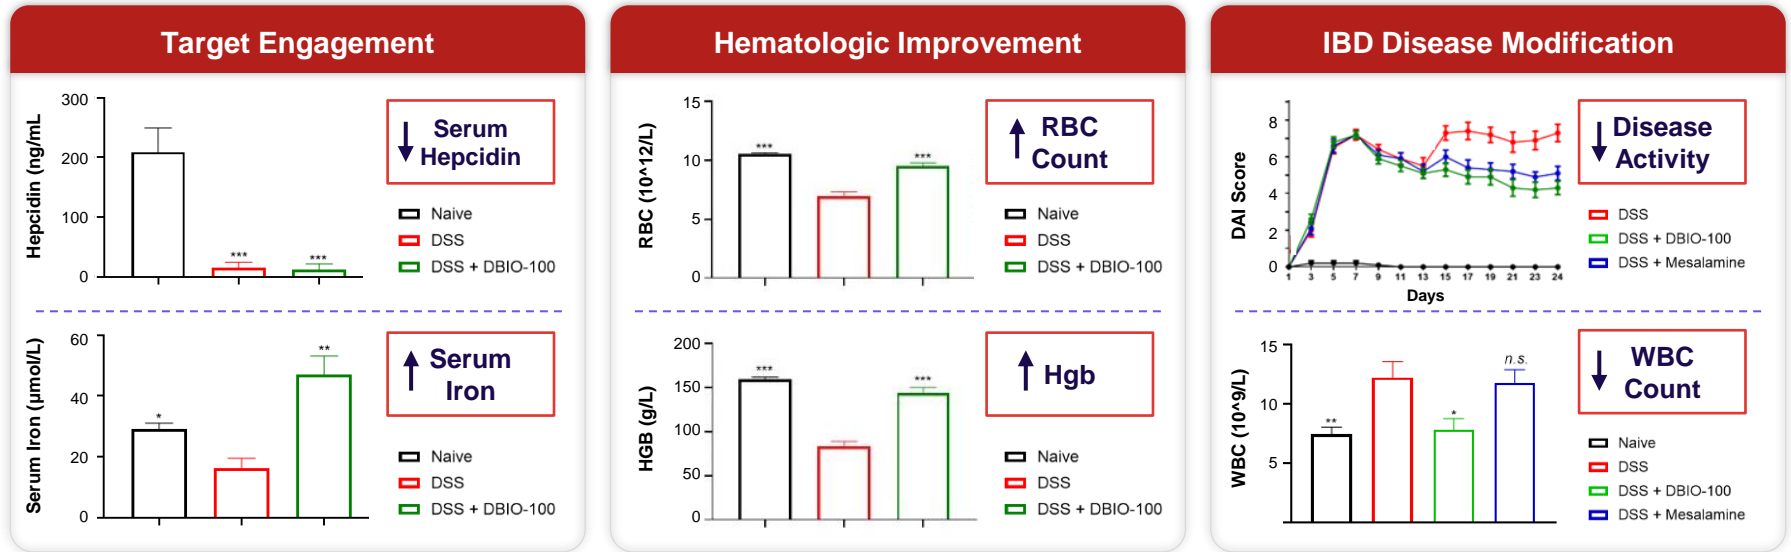 Target Engagement
Hepcidin (ng/mL
300
200
100
0
***
***
Serum
Hepcidin
Naive
DSS
DSS + DBIO-100
Serum Iron (µmol/L)
60
40
20
0
*
**
Serum
Iron
Naive
DSS
DSS + DBIO-100
Hematologic Improvement
RBC (10^12/L)
15
10
5
0
***
***
RBC
Count
Naive
DSS
DSS + DBIO-100
HGB (g/L)
200
150
100
50
0
***
***
Hgb
Naive
DSS
DSS + DBIO-100
IBD Disease Modification
DAI Score
8
6
4
2
0
1 3 5 7 9 11 13 15 17 19 21 23 24
Days
Disease
Activity
DSS
DSS + DBIO-100
DSS + Mesalamine
WBC (10^9/L)
15
10
5
**
*
n.s.
WBC
Count
Naive
DSS
DSS + DBIO-100
DSS + Mesalamine